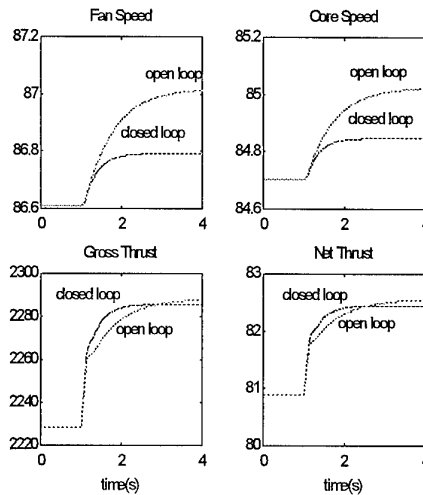 Fan Speed
87.2
87
86.8
86.6
0
2
4
open loop
closed loop
Core Speed
85.2
85
84.8
84.6
0
2
4
open loop
closed loop
Gross Thrust
2300
2280
2260
2240
2220
0
2
4
closed loop
open loop
time(s)
Net Thrust
83
82
81
80
0
2
4
closed loop
open loop
time(s)